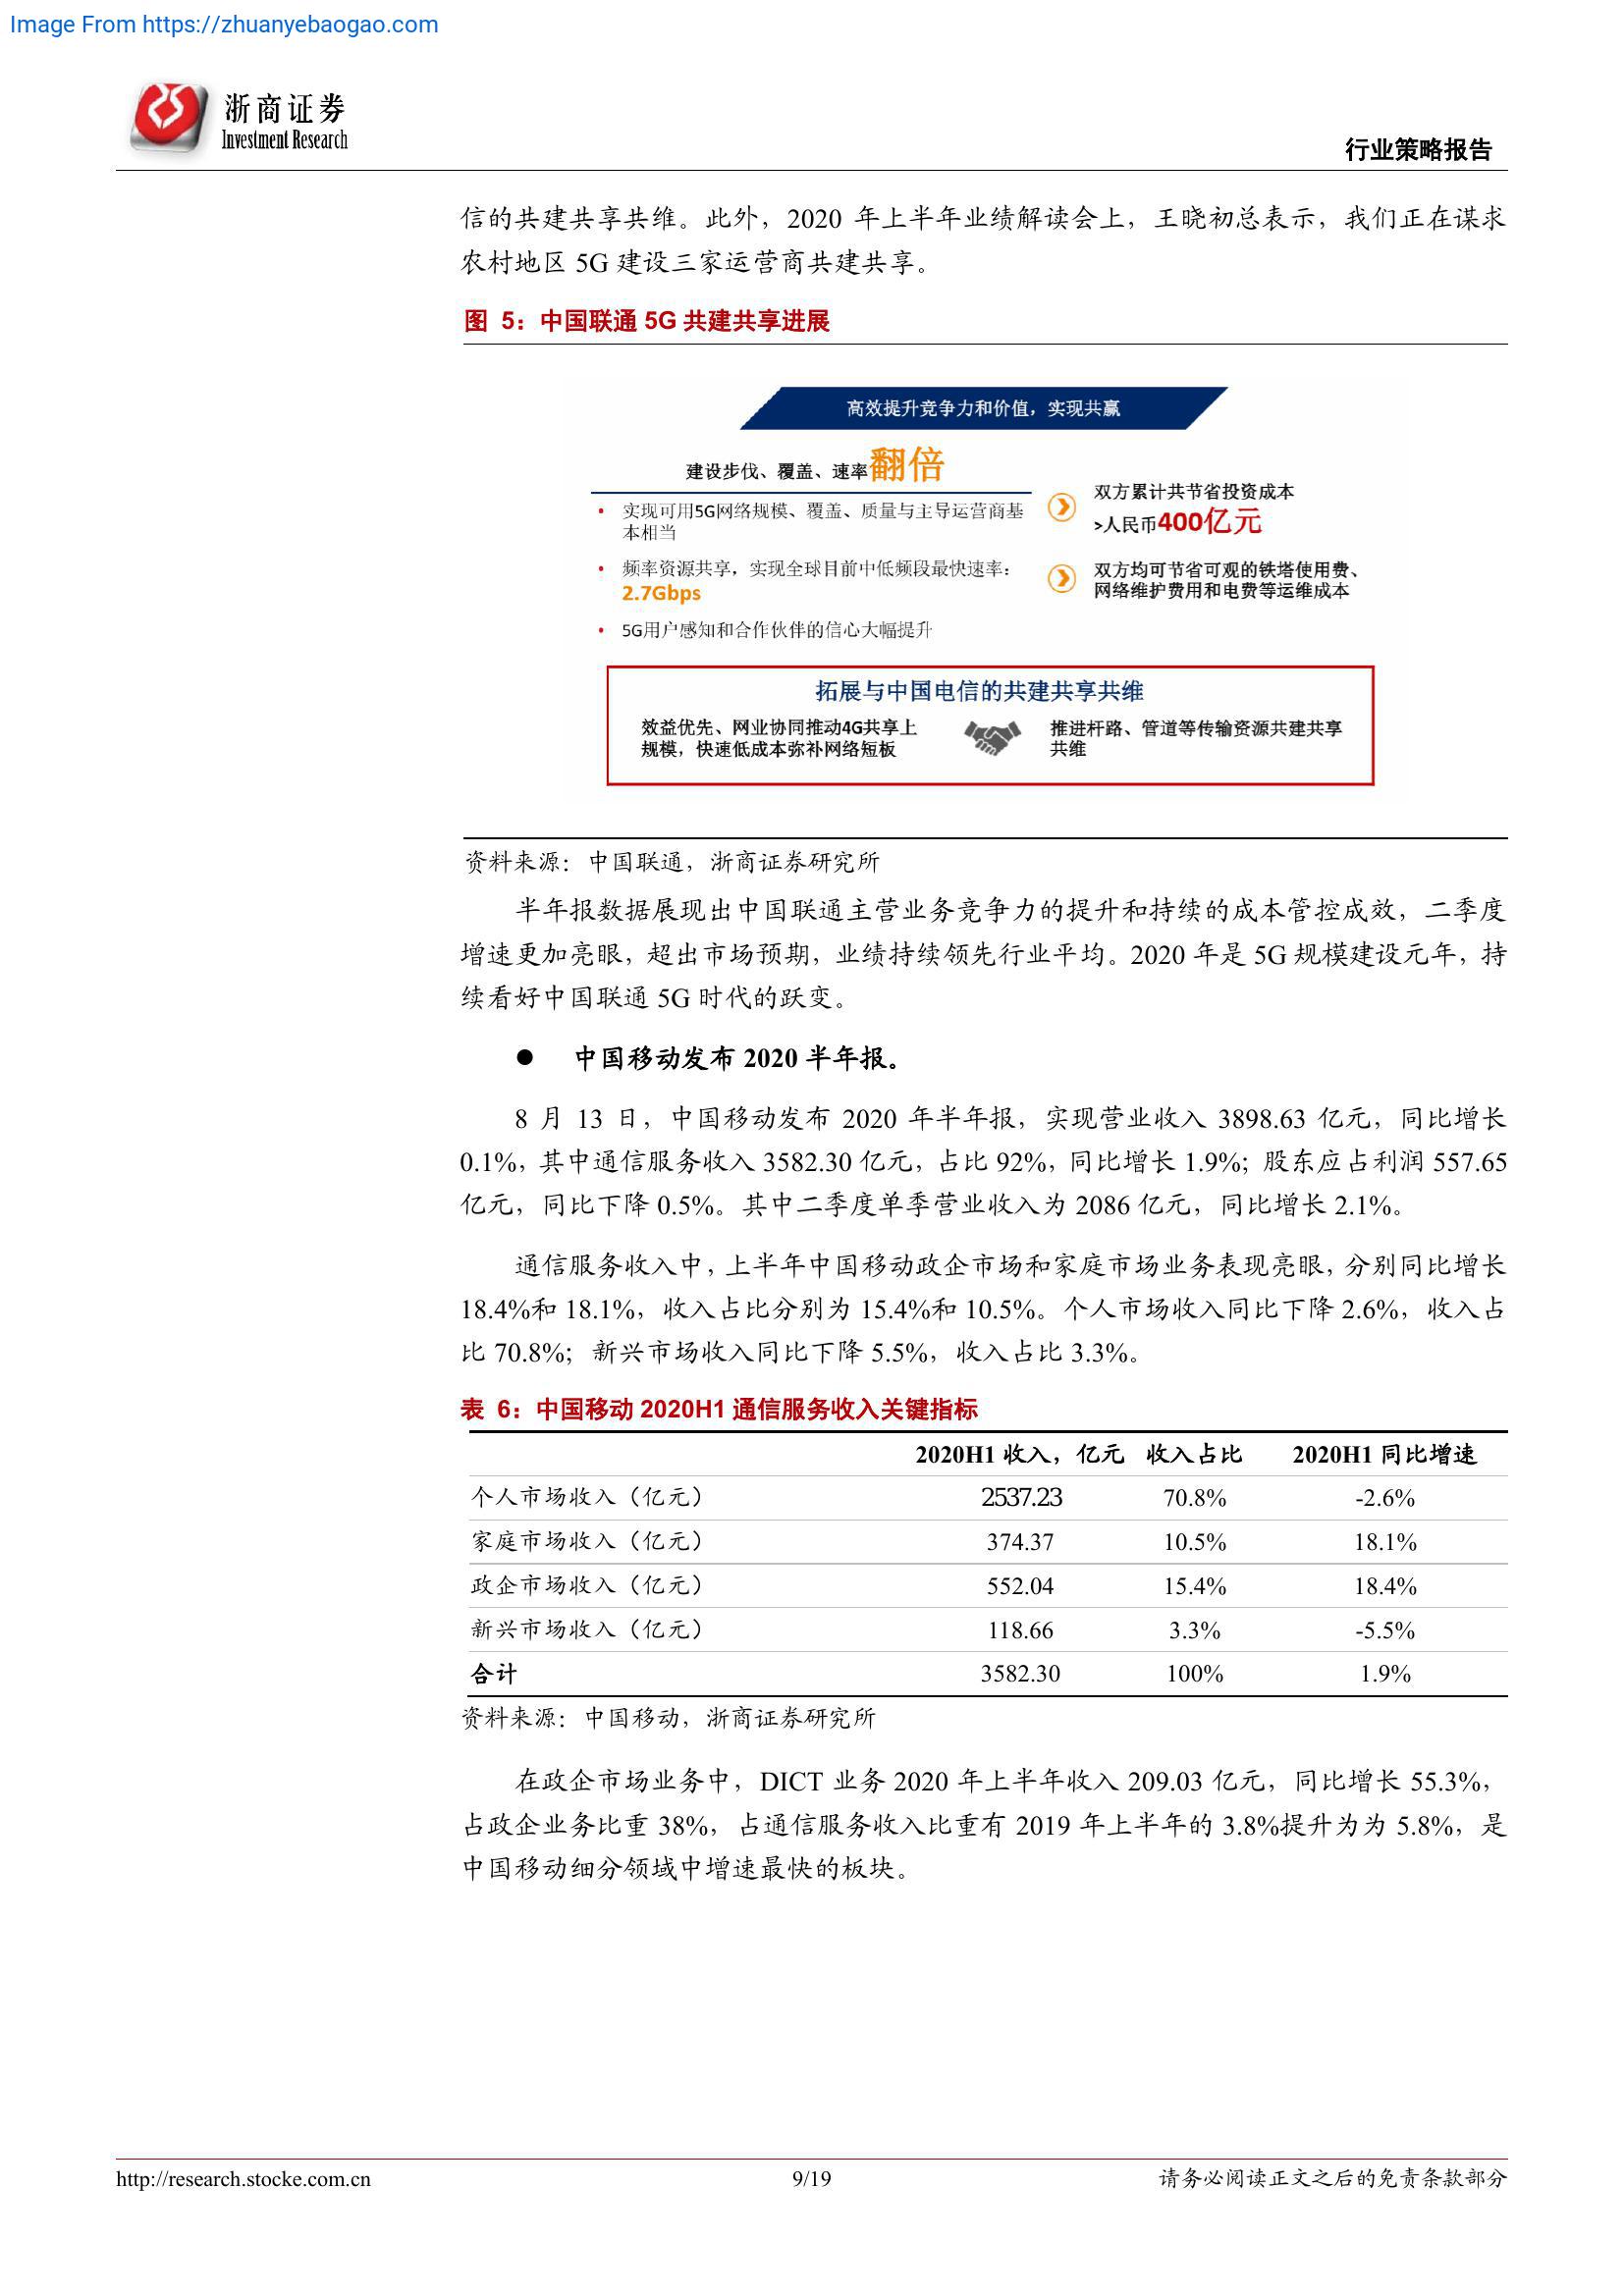 Image From https://zhuanyebaogao.com
浙商证券
Investment Research
行业策略报告
信的共建共享共维。此外，2020 年上半年业绩解读会上，王晓初总表示，我们正在谋求
农村地区 5G 建设三家运营商共建共享。
图 5：中国联通 5G 共建共享进展
高效提升竞争力和价值，实现共赢
建设步伐、覆盖、速率翻倍
• 实现可用5G网络规模、覆盖、质量与主导运营商基
本相当
• 频率资源共享，实现全球目前中低频段最快速率：
2.7Gbps
• 5G用户感知和合作伙伴的信心大幅提升
双方累计共节省投资成本
>人民币400亿元
双方均可节省可观的铁塔使用费、
网络维护费用和电费等运维成本
拓展与中国电信的共建共享共维
效益优先、网业协同推动4G共享上
规模，快速低成本弥补网络短板
推进杆路、管道等传输资源共建共享
共维
资料来源：中国联通，浙商证券研究所
半年报数据展现出中国联通主营业务竞争力的提升和持续的成本管控成效，二季度
增速更加亮眼，超出市场预期，业绩持续领先行业平均。2020 年是 5G 规模建设元年，持
续看好中国联通 5G 时代的跃变。
● 中国移动发布 2020 半年报。
8 月 13 日，中国移动发布 2020 年半年报，实现营业收入 3898.63 亿元，同比增长
0.1%，其中通信服务收入 3582.30 亿元，占比 92%，同比增长 1.9%；股东应占利润 557.65
亿元，同比下降 0.5%。其中二季度单季营业收入为 2086 亿元，同比增长 2.1%。
通信服务收入中，上半年中国移动政企市场和家庭市场业务表现亮眼，分别同比增长
18.4%和 18.1%，收入占比分别为 15.4%和 10.5%。个人市场收入同比下降 2.6%，收入占
比 70.8%；新兴市场收入同比下降 5.5%，收入占比 3.3%。
表 6：中国移动 2020H1 通信服务收入关键指标
2020H1 收入，亿元 收入占比 2020H1 同比增速
个人市场收入（亿元） 2537.23 70.8% -2.6%
家庭市场收入（亿元） 374.37 10.5% 18.1%
政企市场收入（亿元） 552.04 15.4% 18.4%
新兴市场收入（亿元） 118.66 3.3% -5.5%
合计 3582.30 100% 1.9%
资料来源：中国移动，浙商证券研究所
在政企市场业务中，DICT 业务 2020 年上半年收入 209.03 亿元，同比增长 55.3%，
占政企业务比重 38%，占通信服务收入比重有 2019 年上半年的 3.8%提升为为 5.8%，是
中国移动细分领域中增速最快的板块。
http://research.stocke.com.cn
9/19
请务必阅读正文之后的免责条款部分